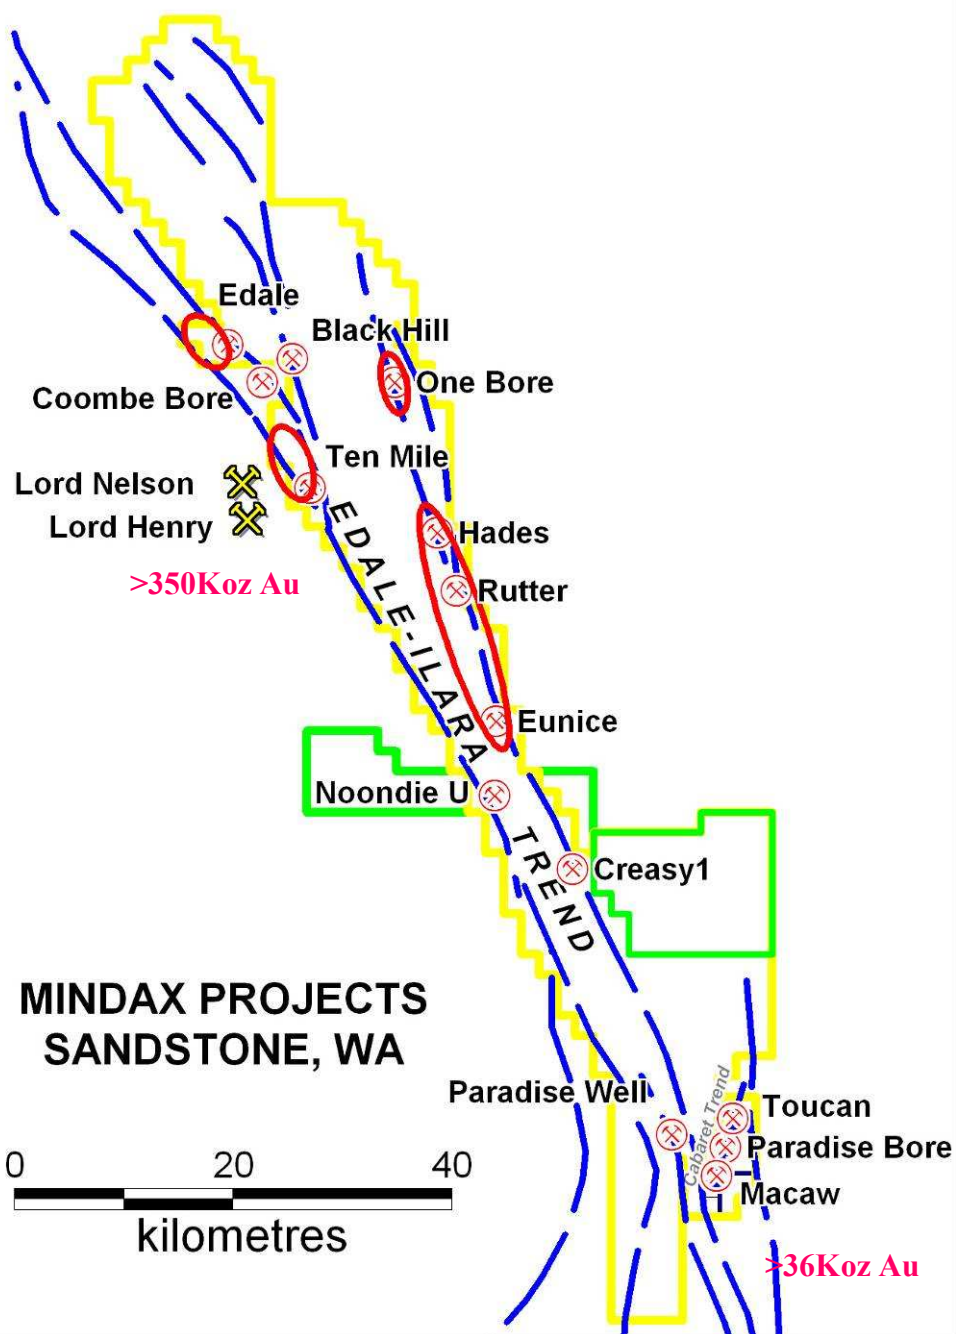 Edale
Black Hill
One Bore
Coombe Bore
Ten Mile
Lord Nelson
Lord Henry
>350Koz Au
Hades
Rutter
EDALE-ILARA TREND
Eunice
Noondie U
Creasy1
MINDAX PROJECTS
SANDSTONE, WA
Paradise Well
Cabaret Trend
Toucan
Paradise Bore
Macaw
0 20 40
kilometres
>36Koz Au